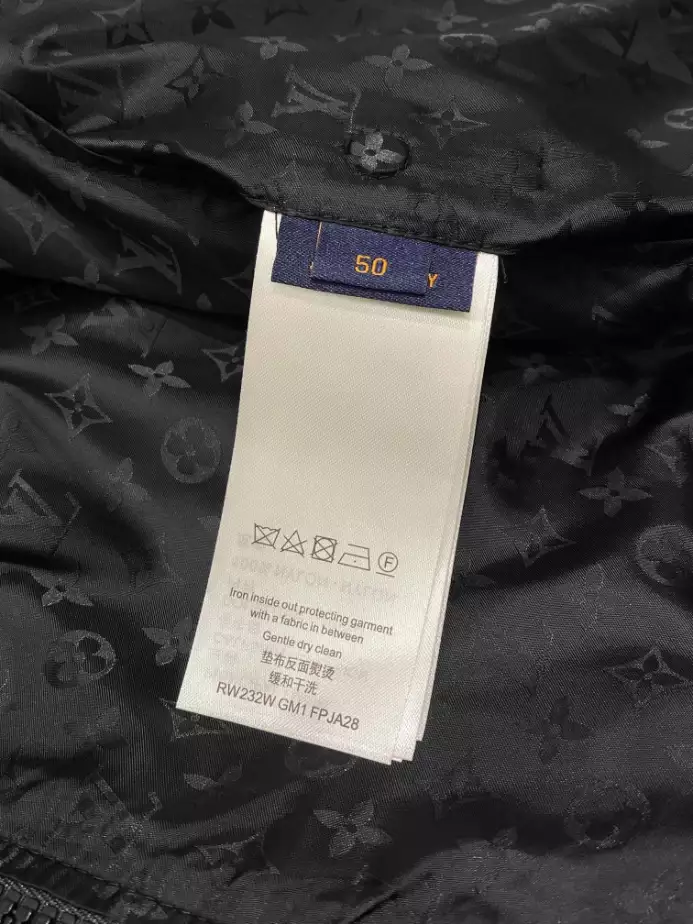 50
Y
Iron inside out protecting garment
with a fabric in between
Gentle dry clean
垫布反面熨烫
缓和干洗
RW232W GM1 FPJA28